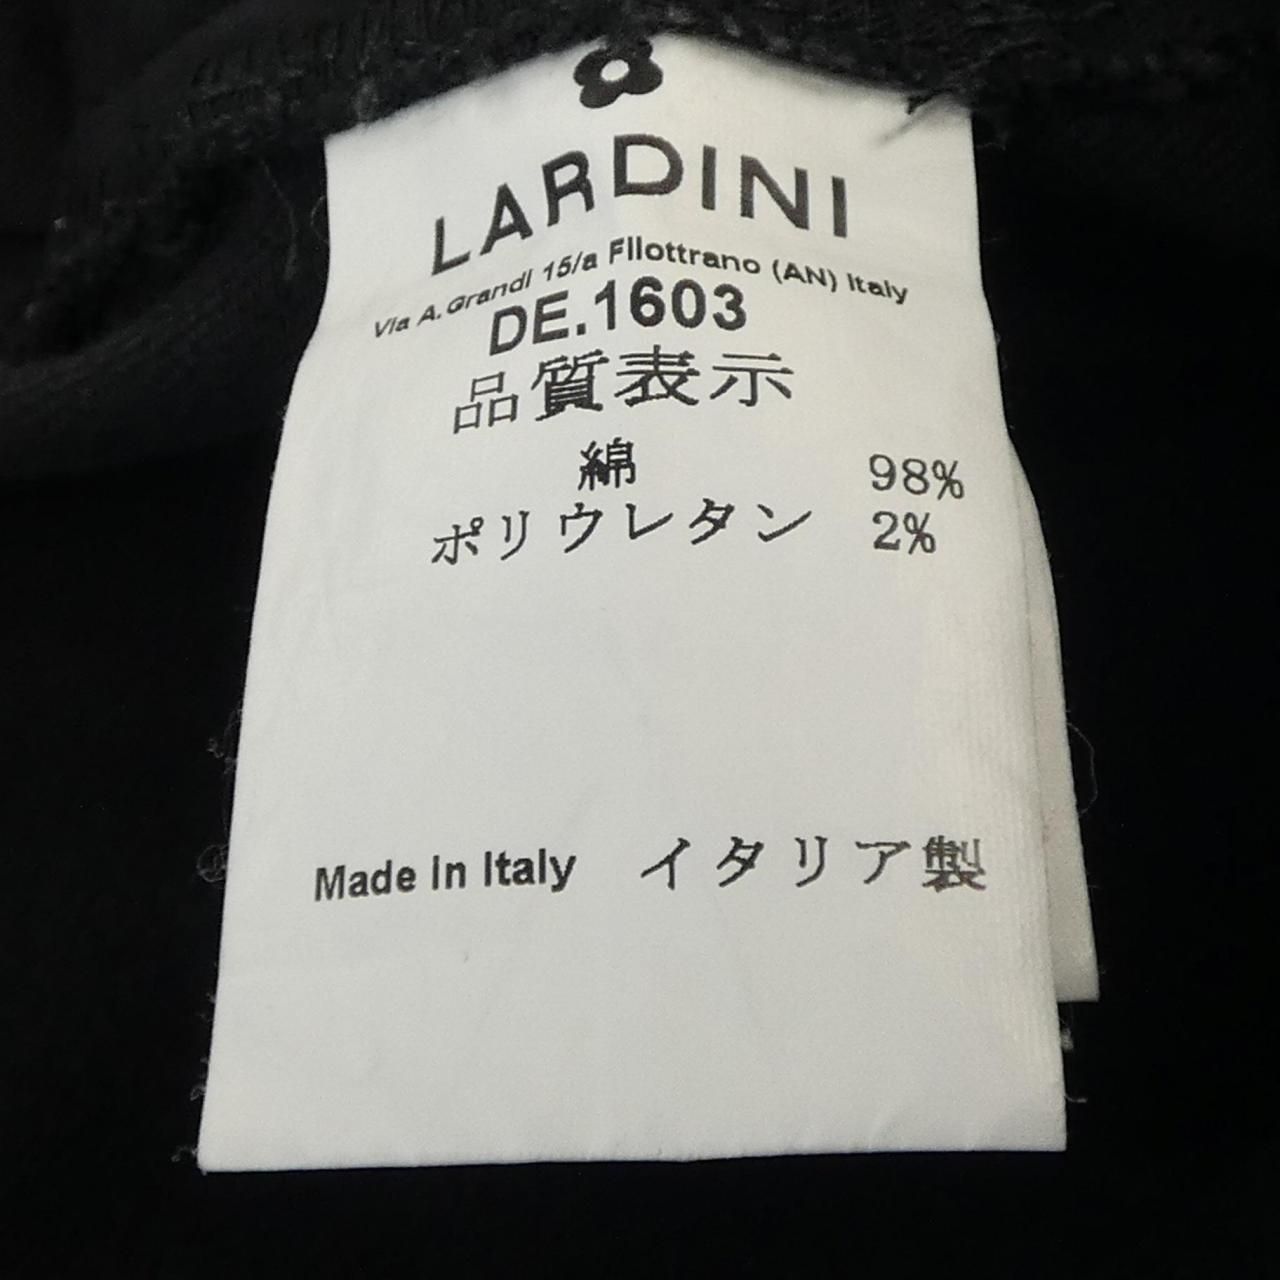 LARDINI
Via A. Grandi 15/a Filottrano (AN) Italy
DE.1603
品質表示
綿 98%
ポリウレタン 2%
Made In Italy イタリア製